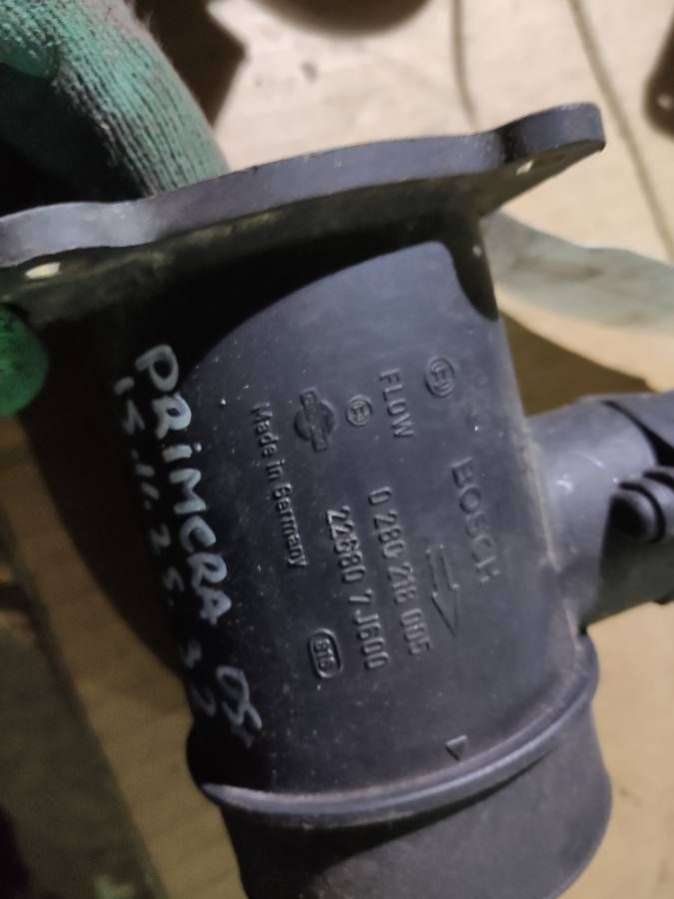 BOSCH
FLOW
0 280 218 005
22680 7J600
Made in Germany
PRIMERA